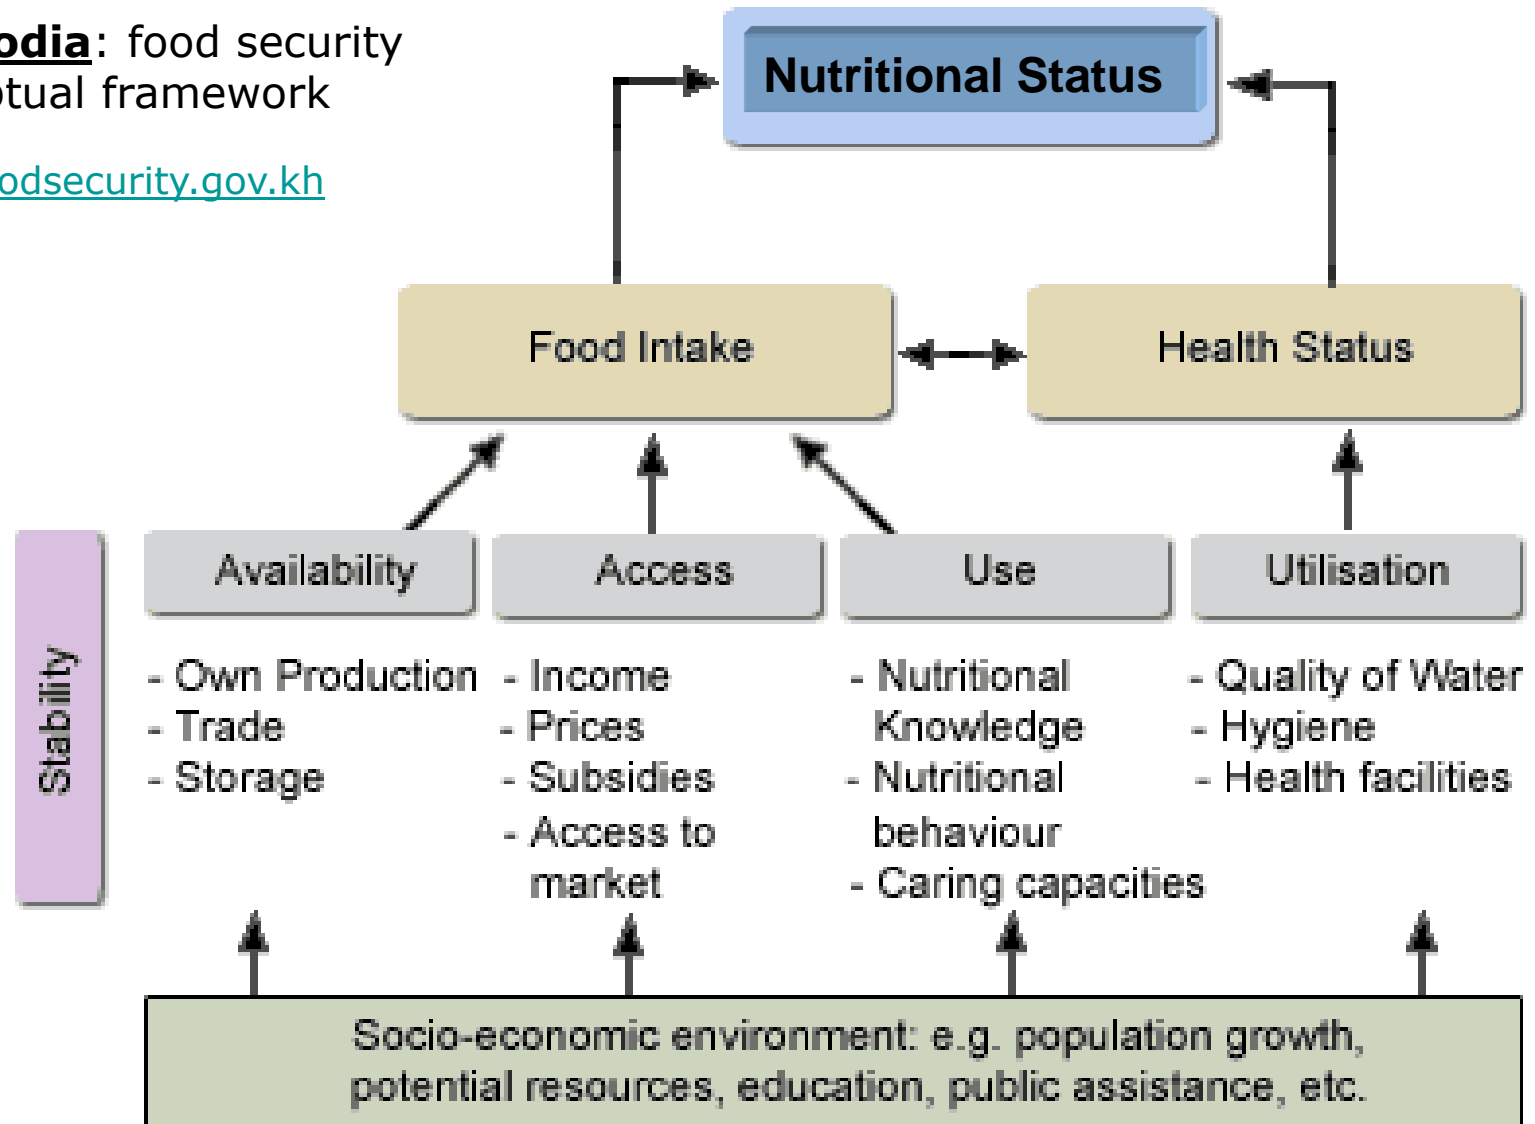 odia: food security
otual framework
odsecurity.gov.kh
Nutritional Status
Food Intake
Health Status
Stability
Availability
- Own Production
- Trade
- Storage
Access
- Income
- Prices
- Subsidies
- Access to
market
Use
- Nutritional
Knowledge
- Nutritional
behaviour
- Caring capacities
Utilisation
- Quality of Water
- Hygiene
- Health facilities
Socio-economic environment: e.g. population growth,
potential resources, education, public assistance, etc.